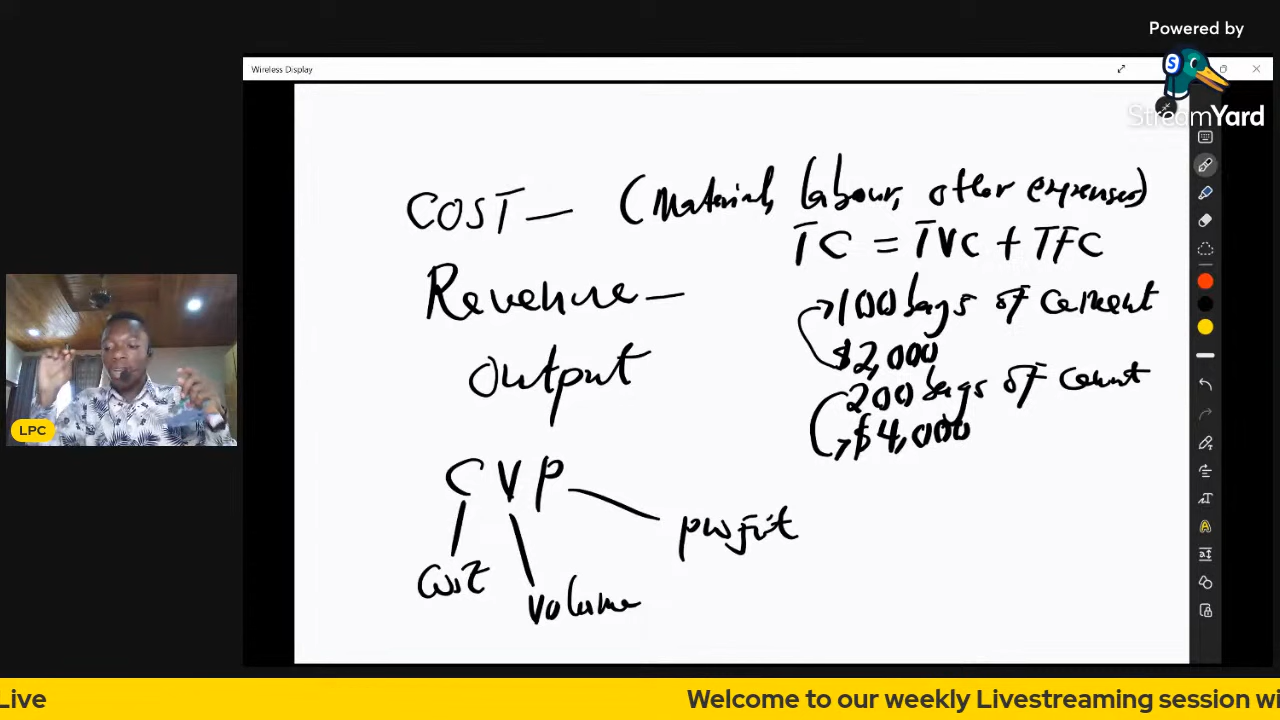 Powered by
StreamYard
Wireless Display
COST — (Material, labour, other expenses)
TC = TVC + TFC
Revenue —
100 bags of cement
$2,000
Output
200 bags of cement
$4,000
CVP
profit
Cost
volume
LPC
Live
Welcome to our weekly Livestreaming session wi